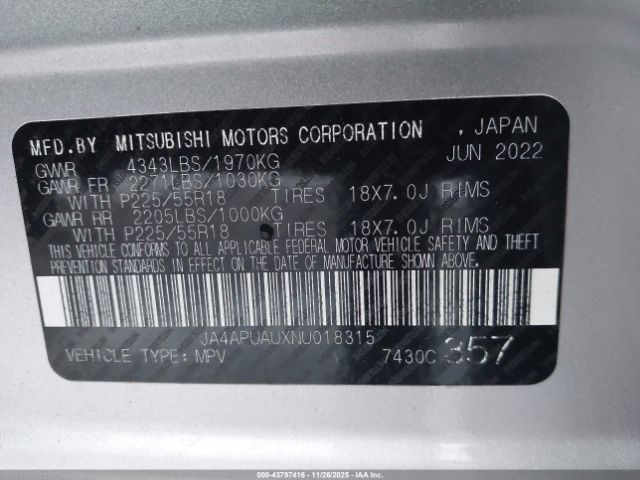 MFD.BY MITSUBISHI MOTORS CORPORATION , JAPAN
GVWR 4343LBS/1970KG JUN 2022
GAWR FR 2271LBS/1030KG
WITH P225/55R18 TIRES 18X7.0J RIMS
GAWR RR 2205LBS/1000KG
WITH P225/55R18 TIRES 18X7.0J RIMS
THIS VEHICLE CONFORMS TO ALL APPLICABLE FEDERAL MOTOR VEHICLE SAFETY AND THEFT
PREVENTION STANDARDS IN EFFECT ON THE DATE OF MANUFACTURE SHOWN ABOVE.
JA4APUAUXNU018315
VEHICLE TYPE: MPV 7430C 357
00-43797416 - 11/26/2025 - IAAI